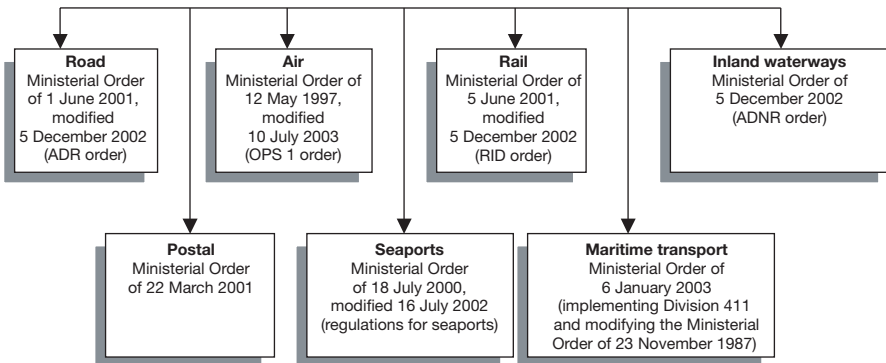 Road
Ministerial Order
of 1 June 2001,
modified
5 December 2002
(ADR order)
Air
Ministerial Order of
12 May 1997,
modified
10 July 2003
(OPS 1 order)
Rail
Ministerial Order of
5 June 2001,
modified
5 December 2002
(RID order)
Inland waterways
Ministerial Order of
5 December 2002
(ADNR order)
Postal
Ministerial Order
of 22 March 2001
Seaports
Ministerial Order
of 18 July 2000,
modified 16 July 2002
(regulations for seaports)
Maritime transport
Ministerial Order of
6 January 2003
(implementing Division 411
and modifying the Ministerial
Order of 23 November 1987)